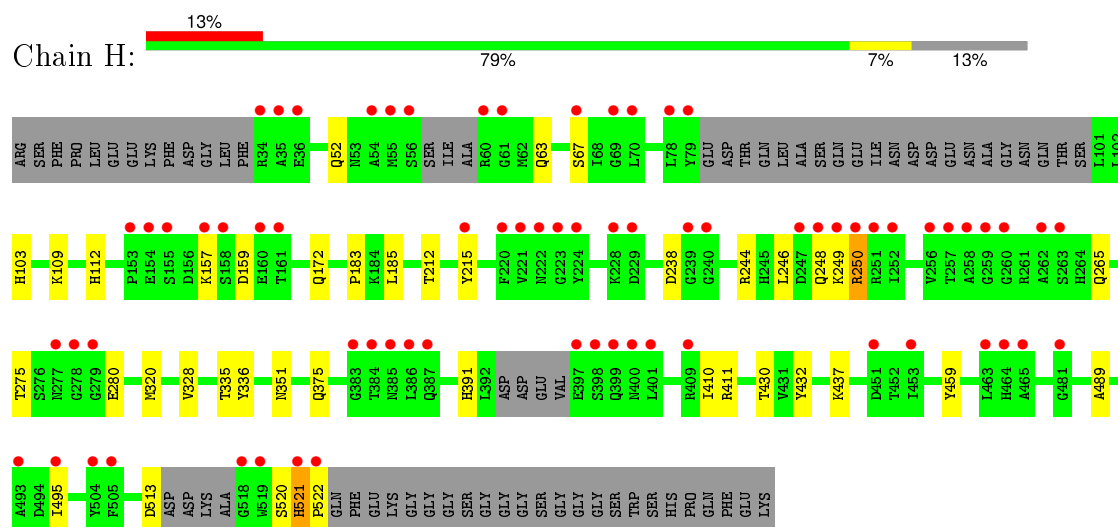 13%
Chain H:
79% 7% 13%
ARG SER PHE PRO LEU GLU GLU LYS PHE ASP GLY LEU PHE R34 A35 E36 Q52 N53 A54 M55 S56 SER ILE ALA R60 G61 M62 Q63 S67 I68 G69 L70 L78 Y79 GLU ASP THR GLN LEU ALA SER GLN GLU ILE ASN ASP ASP GLU ASN ALA GLY ASN GLN THR SER L101 L102
H103 K109 H112 P153 E154 S155 D156 K157 S158 D159 E160 T161 Q172 P183 K184 L185 T212 Y215 F220 V221 N222 G223 Y224 K228 D229 D238 G239 G240 R244 H245 L246 D247 Q248 K249 R250 R251 I252 V256 T257 A258 G259 G260 R261 A262 S263 H264 Q265
T275 S276 N277 G278 G279 E280 M320 V328 T335 Y336 N351 Q375 G383 T384 N385 L386 Q387 H391 L392 ASP ASP GLU VAL E397 S398 Q399 N400 L401 R409 I410 R411 T430 V431 Y432 K437 D451 T452 I453 Y459 L463 H464 A465 G481 A489
A493 D494 I495 Y504 F505 D513 ASP ASP LYS ALA G518 W519 S520 H521 P522 GLN PHE GLU LYS GLY GLY GLY SER GLY GLY GLY GLY SER GLY GLY GLY SER TRP SER HIS PRO GLN PHE GLU LYS